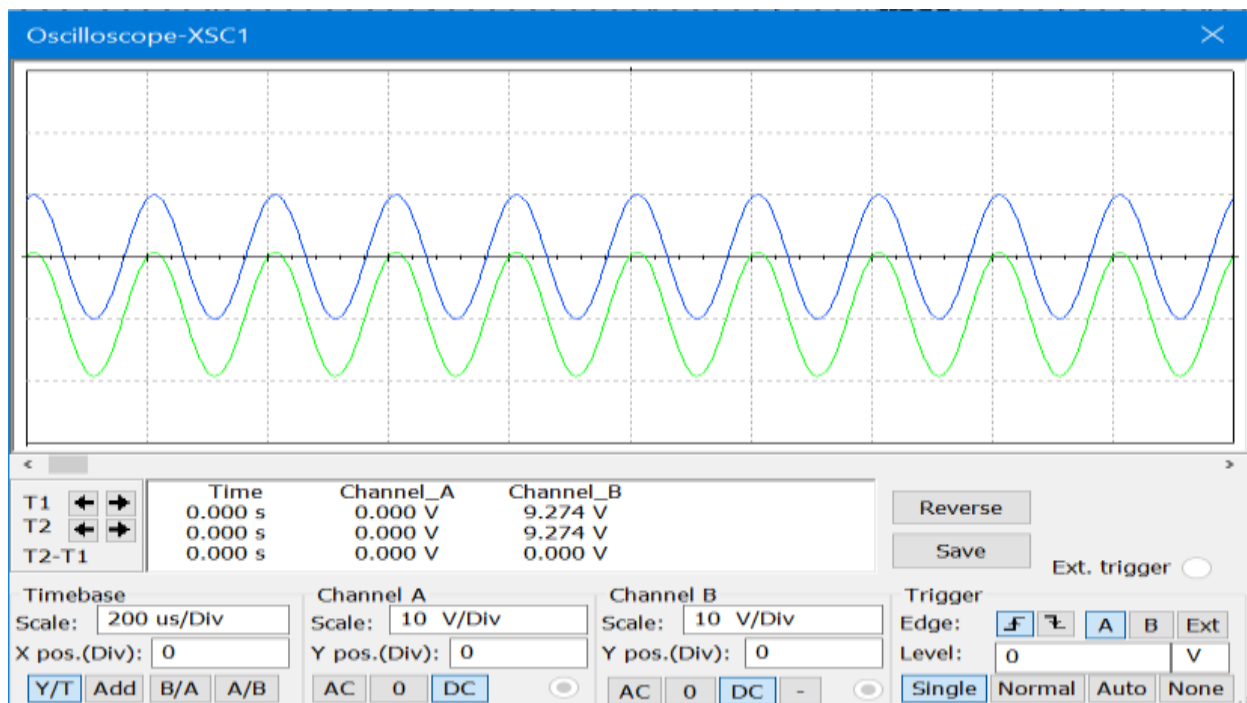 Oscilloscope-XSC1
Time Channel_A Channel_B
T1 0.000 s 0.000 V 9.274 V
T2 0.000 s 0.000 V 9.274 V
T2-T1 0.000 s 0.000 V 0.000 V
Reverse
Save
Ext. trigger
Timebase
Scale: 200 us/Div
X pos.(Div): 0
Y/T Add B/A A/B
Channel A
Scale: 10 V/Div
Y pos.(Div): 0
AC 0 DC
Channel B
Scale: 10 V/Div
Y pos.(Div): 0
AC 0 DC -
Trigger
Edge: A B Ext
Level: 0 V
Single Normal Auto None